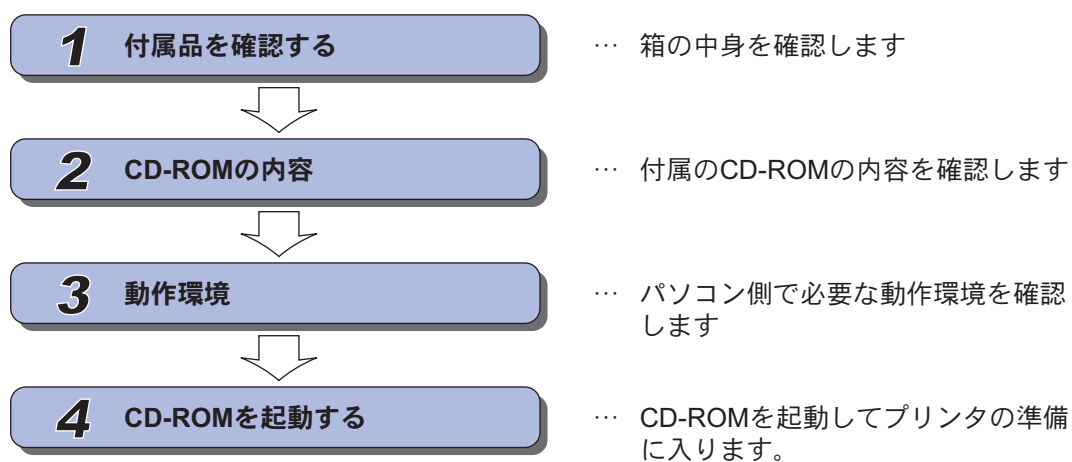 1 付属品を確認する … 箱の中身を確認します
2 CD-ROMの内容 … 付属のCD-ROMの内容を確認します
3 動作環境 … パソコン側で必要な動作環境を確認
します
4 CD-ROMを起動する … CD-ROMを起動してプリンタの準備
に入ります。